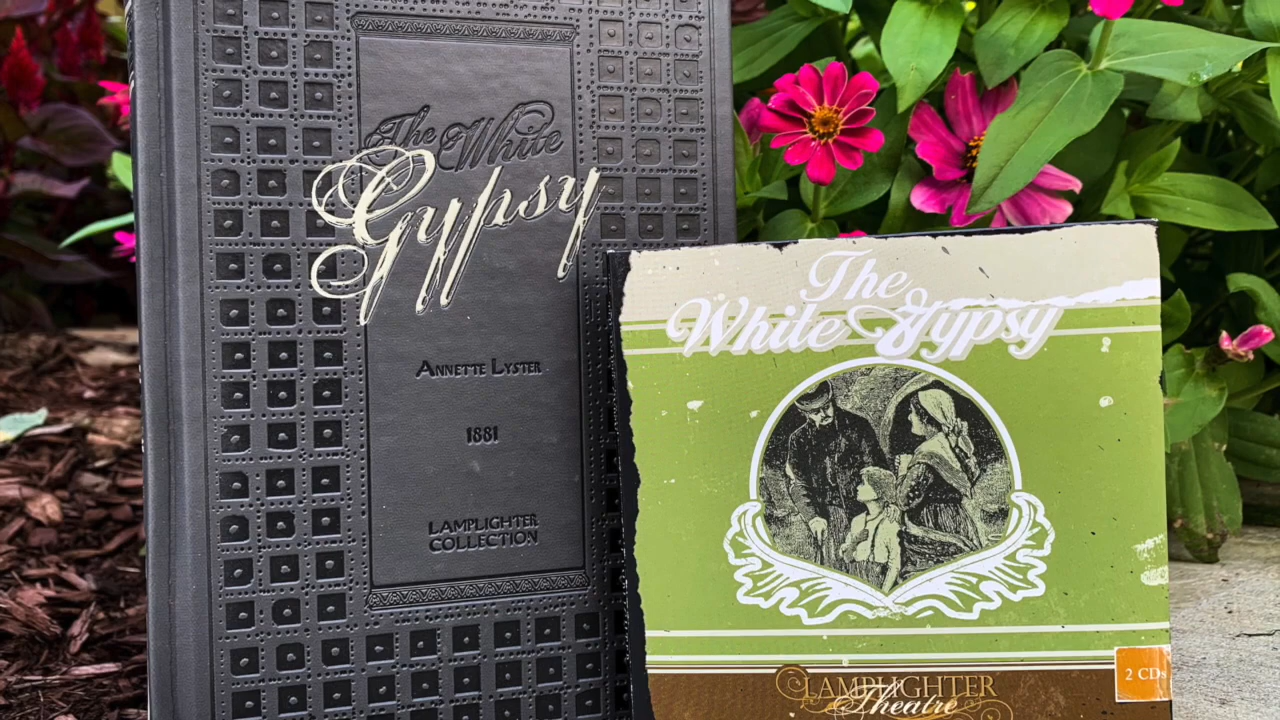 The White
Gypsy
ANNETTE LYSTER
1881
LAMPLIGHTER
COLLECTION
The
White Gypsy
2 CDs
LAMPLIGHTER
Theatre